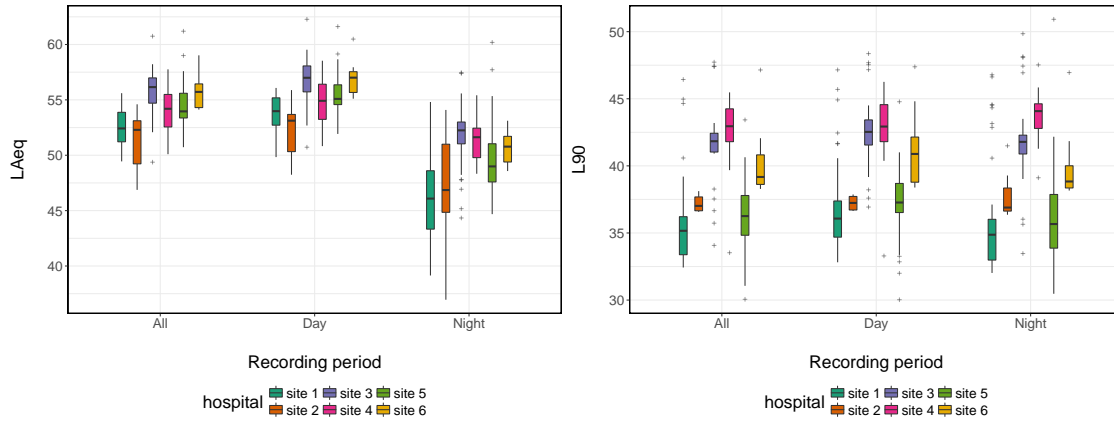 LAeq
60
55
50
45
40
All
Day
Night
Recording period
hospital
site 1
site 3
site 5
site 2
site 4
site 6
L90
50
45
40
35
30
All
Day
Night
Recording period
hospital
site 1
site 3
site 5
site 2
site 4
site 6